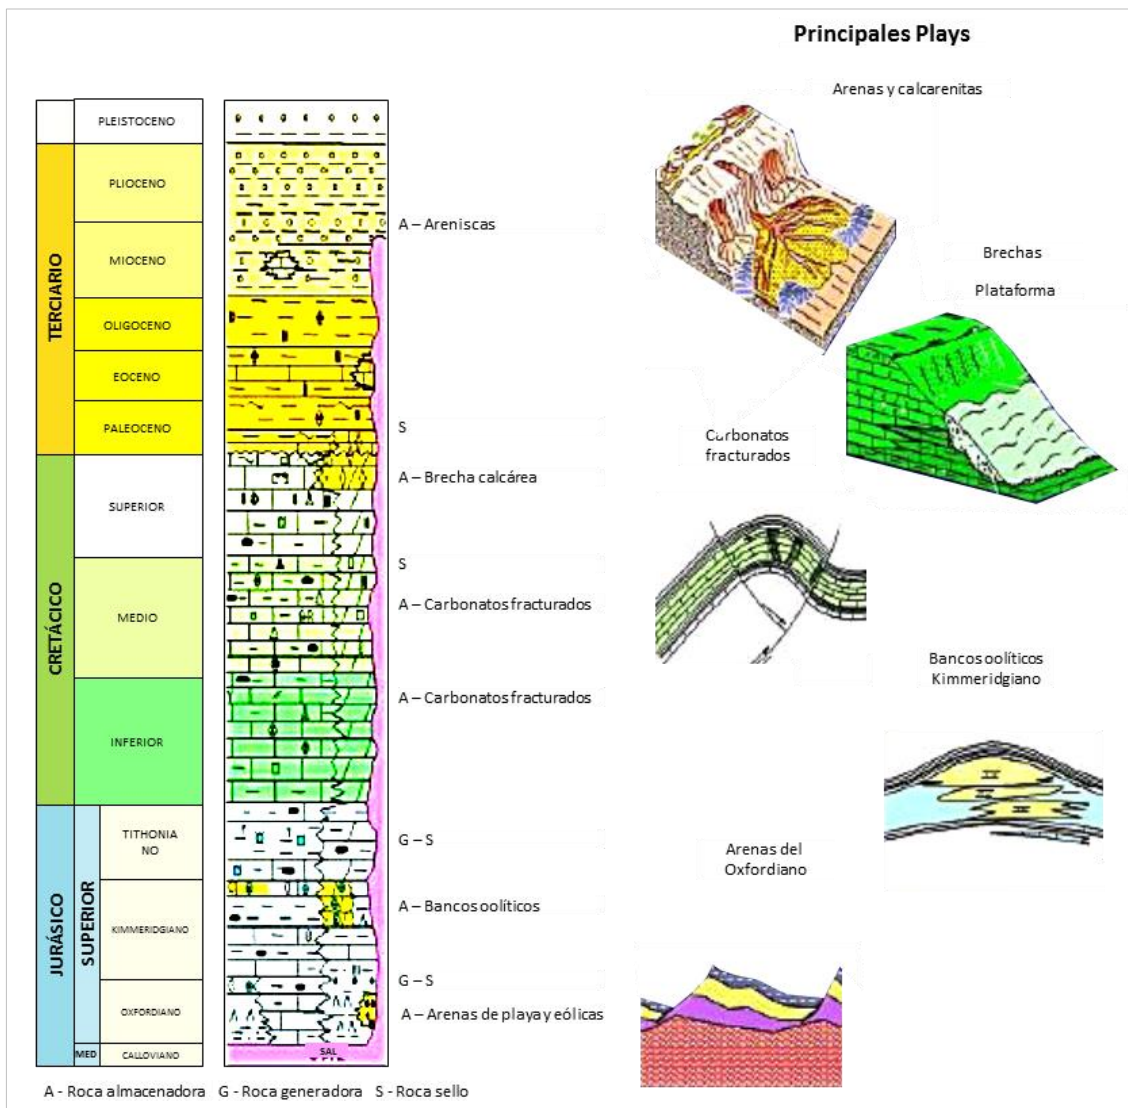 Principales Plays
Arenas y calcarenitas
PLEISTOCENO
TERCIARIO
PLIOCENO
A – Areniscas
MIOCENO
Brechas
Plataforma
OLIGOCENO
EOCENO
PALEOCENO
S
Carbonatos
fracturados
CRETÁCICO
A – Brecha calcárea
SUPERIOR
S
MEDIO
A – Carbonatos fracturados
Bancos oolíticos
Kimmeridgiano
A – Carbonatos fracturados
INFERIOR
JURÁSICO
SUPERIOR
TITHONIA
NO
G – S
Arenas del
Oxfordiano
A – Bancos oolíticos
KIMMERIDGIANO
G – S
OXFORDIANO
A – Arenas de playa y eólicas
MED
CALLOVIANO
SAL
A - Roca almacenadora G - Roca generadora S - Roca sello